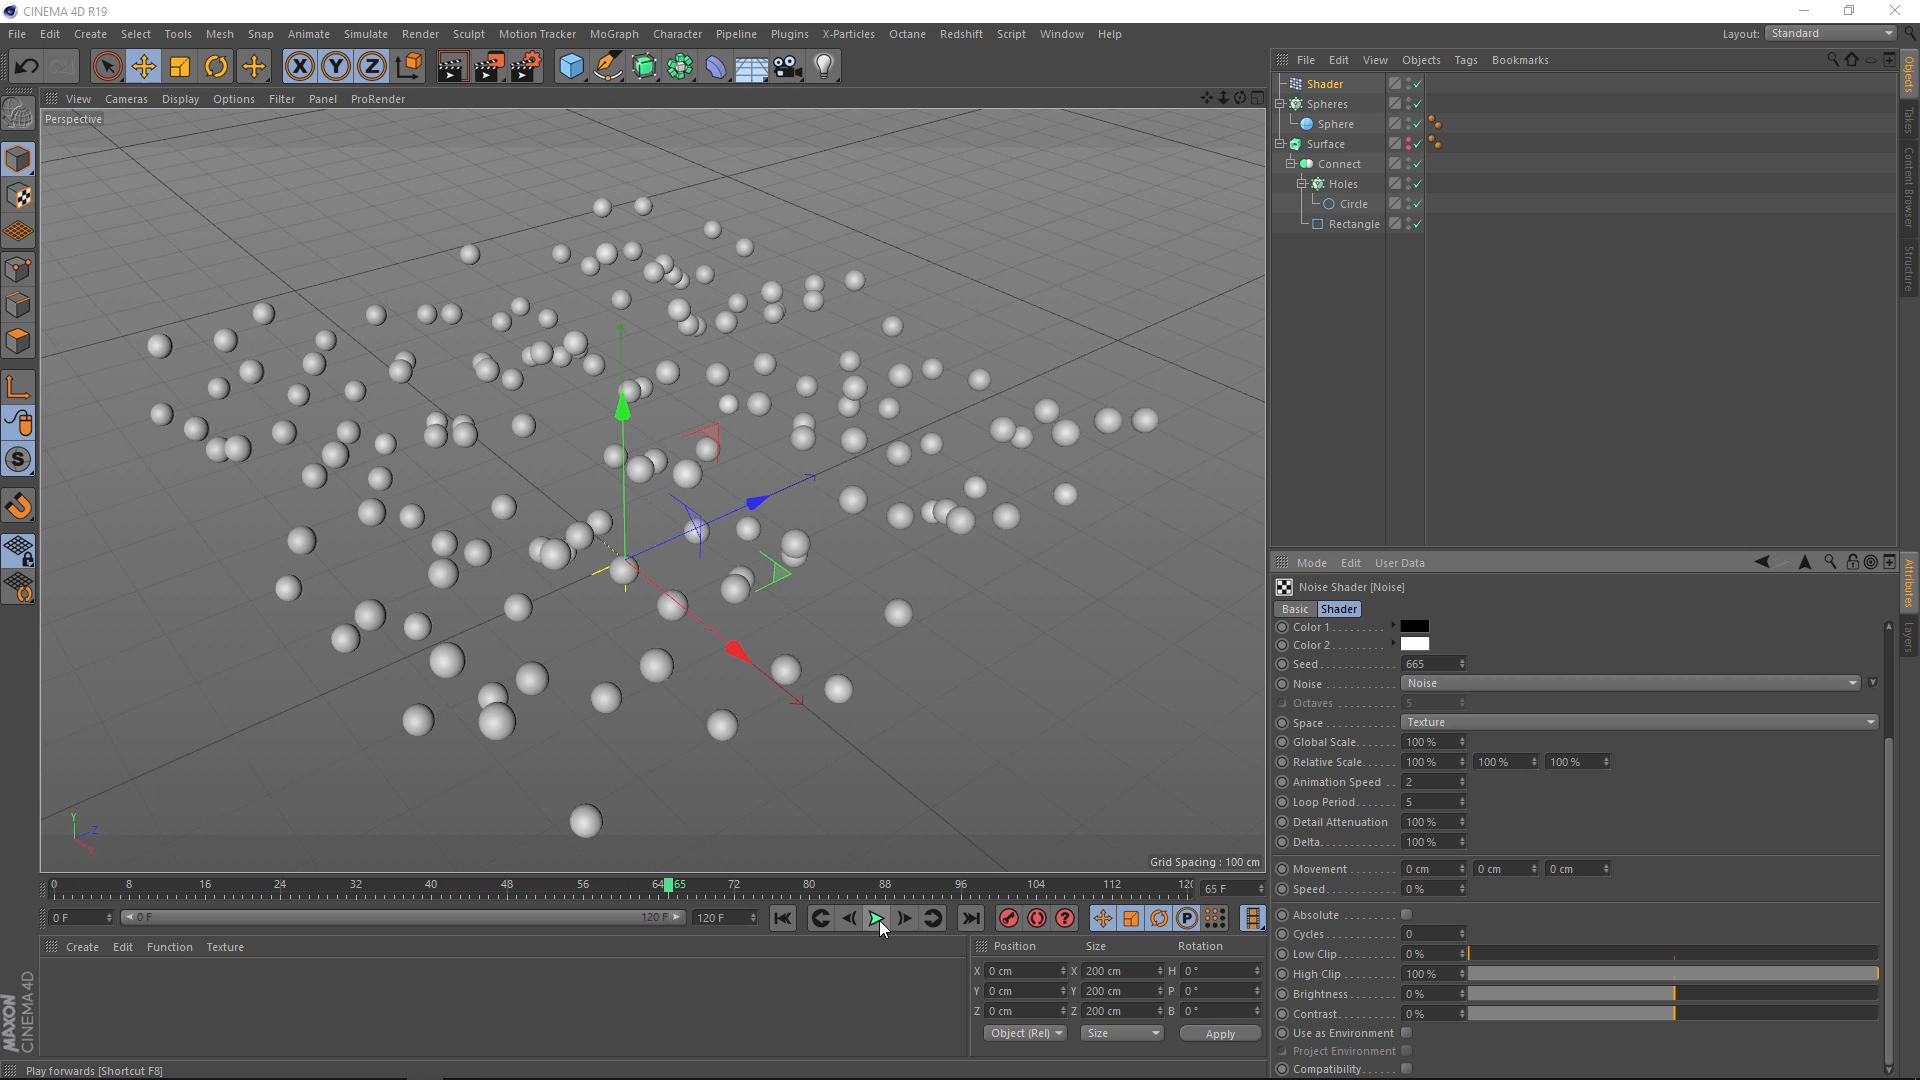 CINEMA 4D R19
File Edit Create Select Tools Mesh Snap Animate Simulate Render Sculpt Motion Tracker MoGraph Character Pipeline Plugins X-Particles Octane Redshift Script Window Help
Layout: Standard
File Edit View Objects Tags Bookmarks
View Cameras Display Options Filter Panel ProRender
Perspective
Shader
Spheres
Sphere
Surface
Connect
Holes
Circle
Rectangle
Objects
Takes
Content Browser
Structure
Mode Edit User Data
Noise Shader [Noise]
Basic Shader
Color 1
Color 2
Seed 665
Noise Noise
Octaves 5
Space Texture
Global Scale 100 %
Relative Scale 100 % 100 % 100 %
Animation Speed 2
Loop Period 5
Detail Attenuation 100 %
Delta 100 %
Movement 0 cm 0 cm 0 cm
Speed 0 %
Absolute
Cycles 0
Low Clip 0 %
High Clip 100 %
Brightness 0 %
Contrast 0 %
Use as Environment
Project Environment
Compatibility
Attributes
Layers
Y Z X
Grid Spacing : 100 cm
0 8 16 24 32 40 48 56 64 65 72 80 88 96 104 112 120
65 F
0 F 0 F 120 F 120 F
Create Edit Function Texture
Position Size Rotation
X 0 cm X 200 cm H 0 °
Y 0 cm Y 200 cm P 0 °
Z 0 cm Z 200 cm B 0 °
Object (Rel) Size Apply
MAXON CINEMA 4D
Play forwards [Shortcut F8]